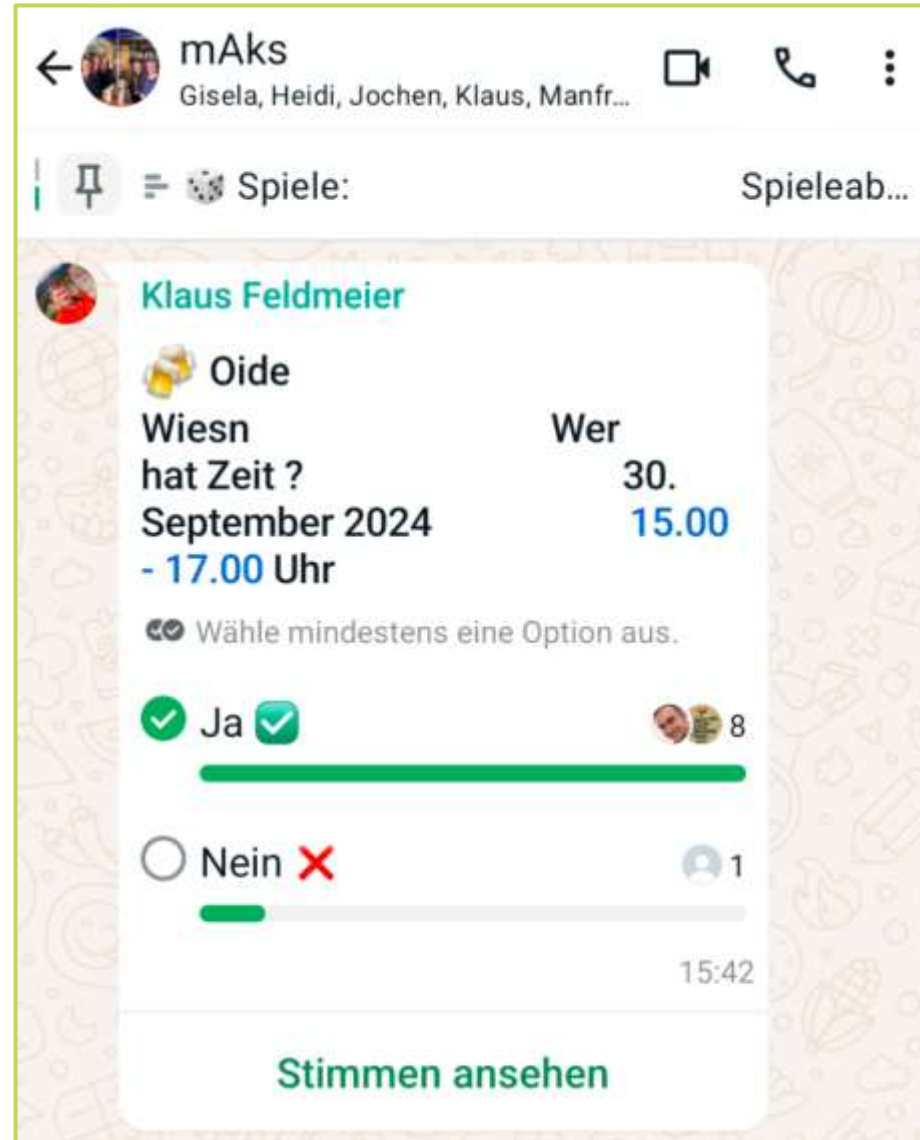 mAks
Gisela, Heidi, Jochen, Klaus, Manfr...
Spiele: Spieleab...
Klaus Feldmeier
Oide
Wiesn Wer
hat Zeit ? 30.
September 2024 15.00
- 17.00 Uhr
Wähle mindestens eine Option aus.
Ja 8
Nein 1
15:42
Stimmen ansehen